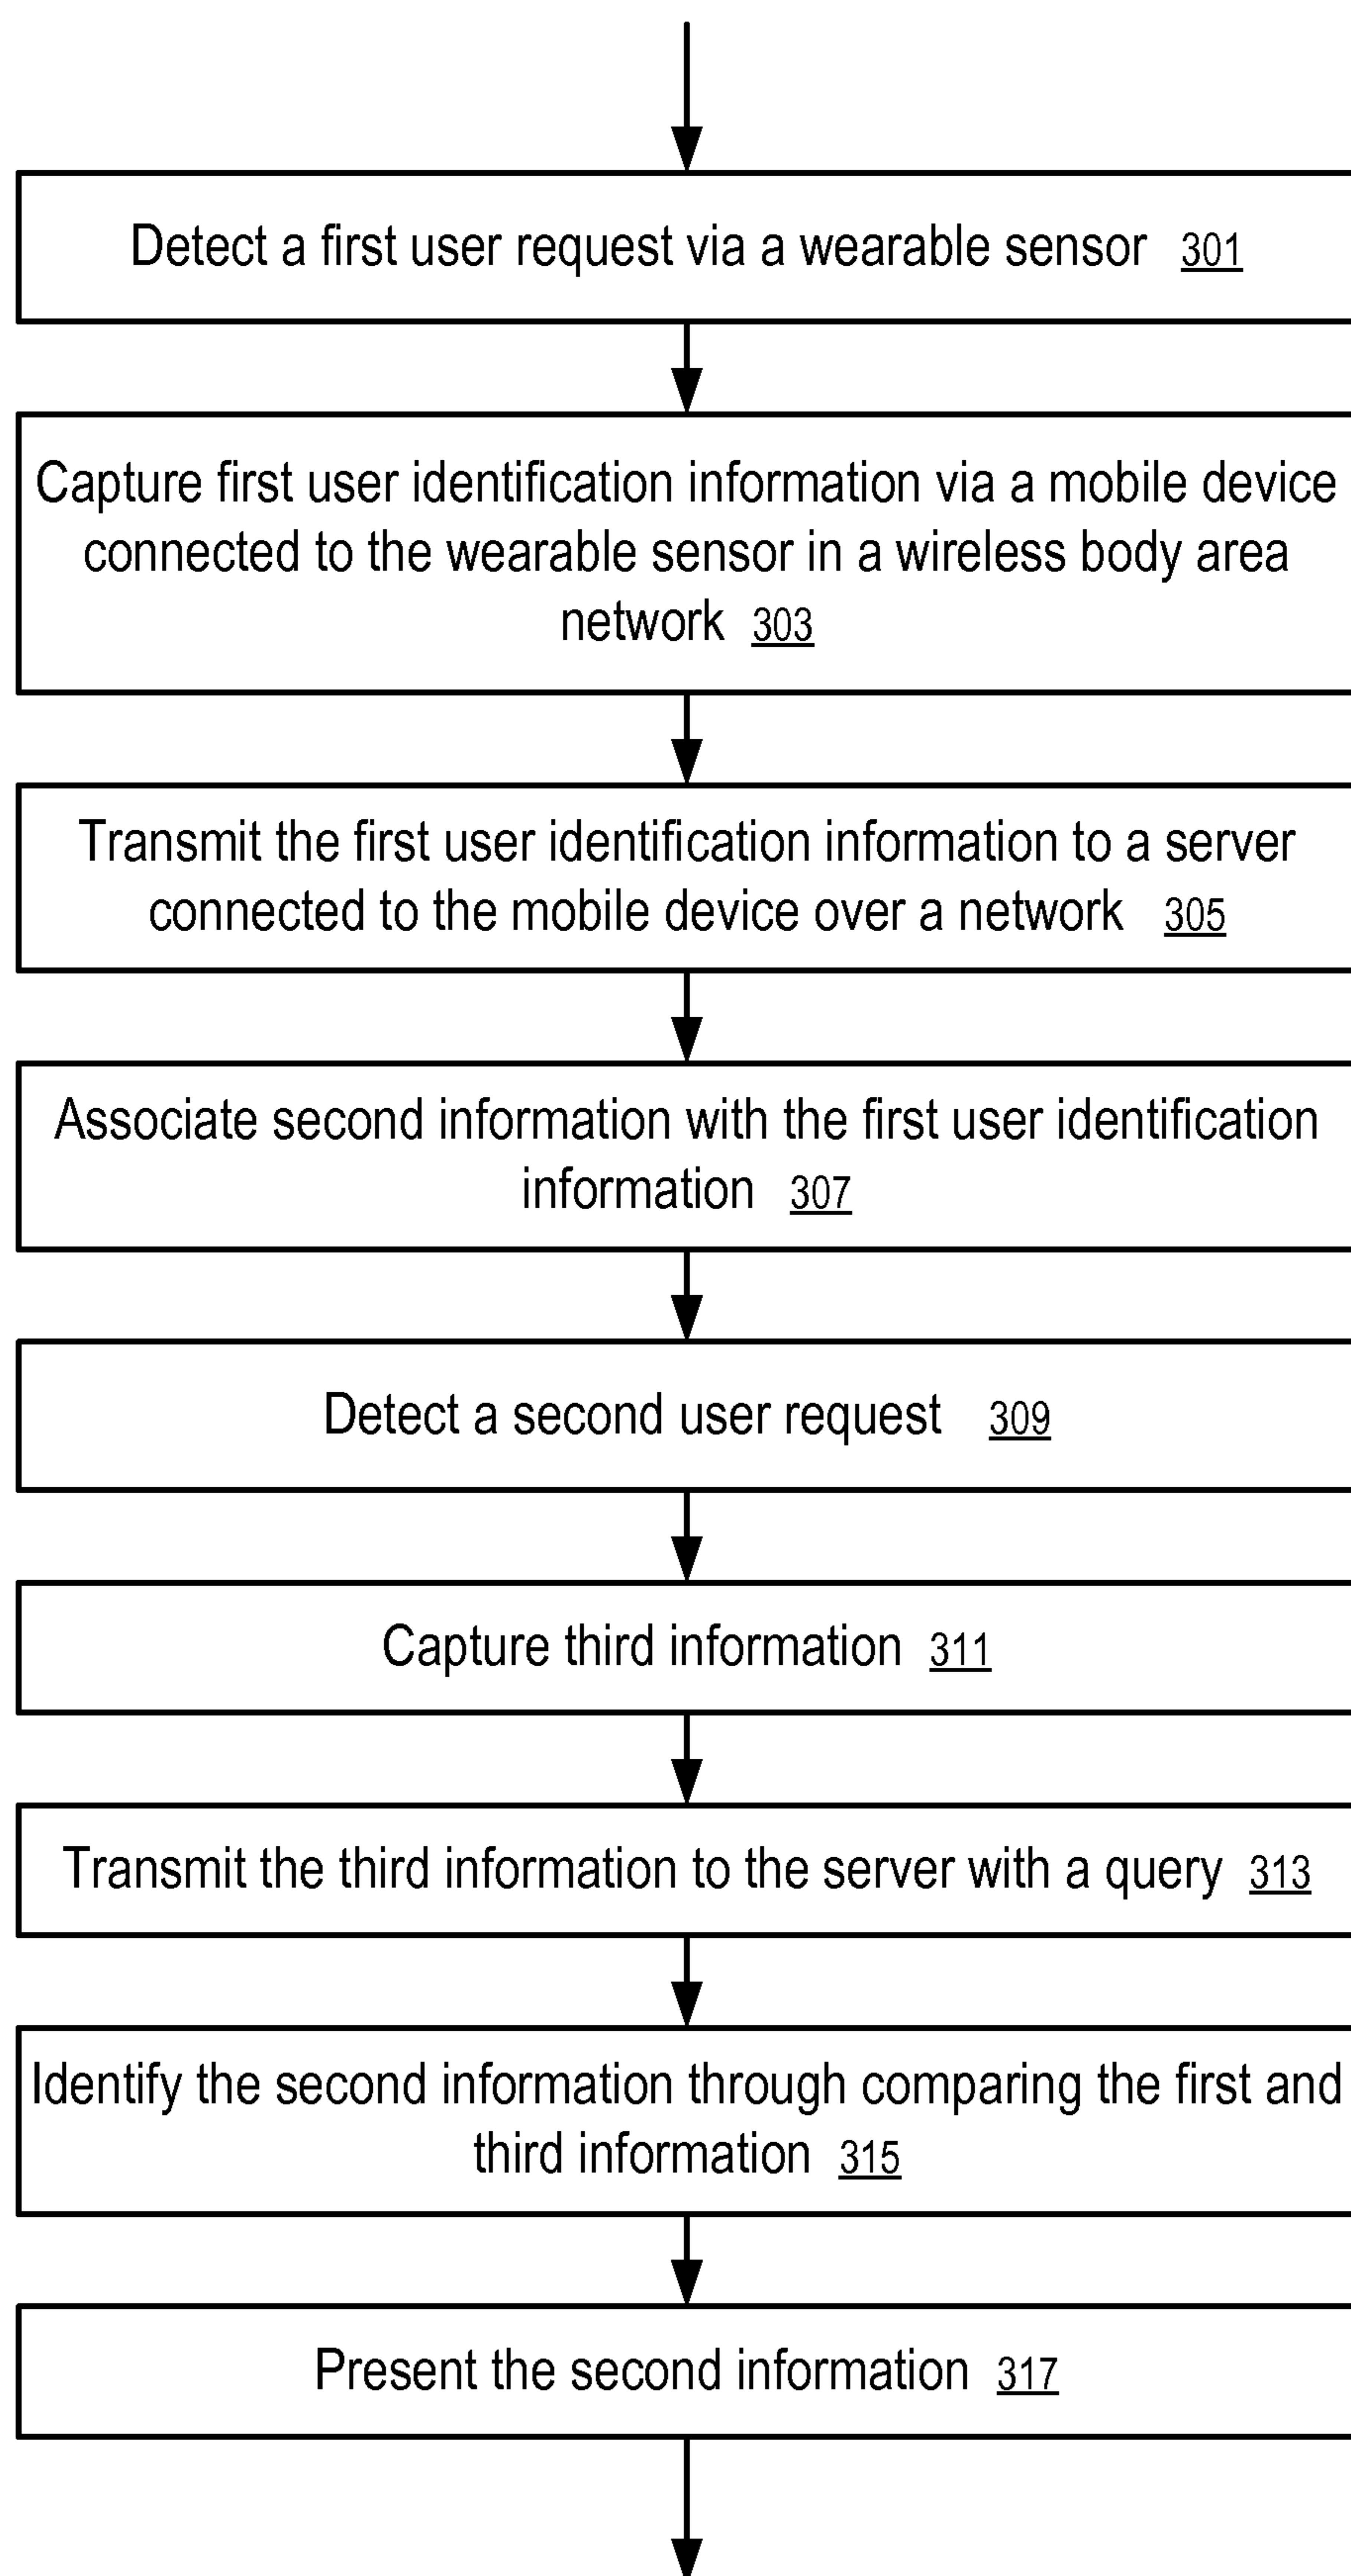 Detect a first user request via a wearable sensor 301
Capture first user identification information via a mobile device
connected to the wearable sensor in a wireless body area
network 303
Transmit the first user identification information to a server
connected to the mobile device over a network 305
Associate second information with the first user identification
information 307
Detect a second user request 309
Capture third information 311
Transmit the third information to the server with a query 313
Identify the second information through comparing the first and
third information 315
Present the second information 317